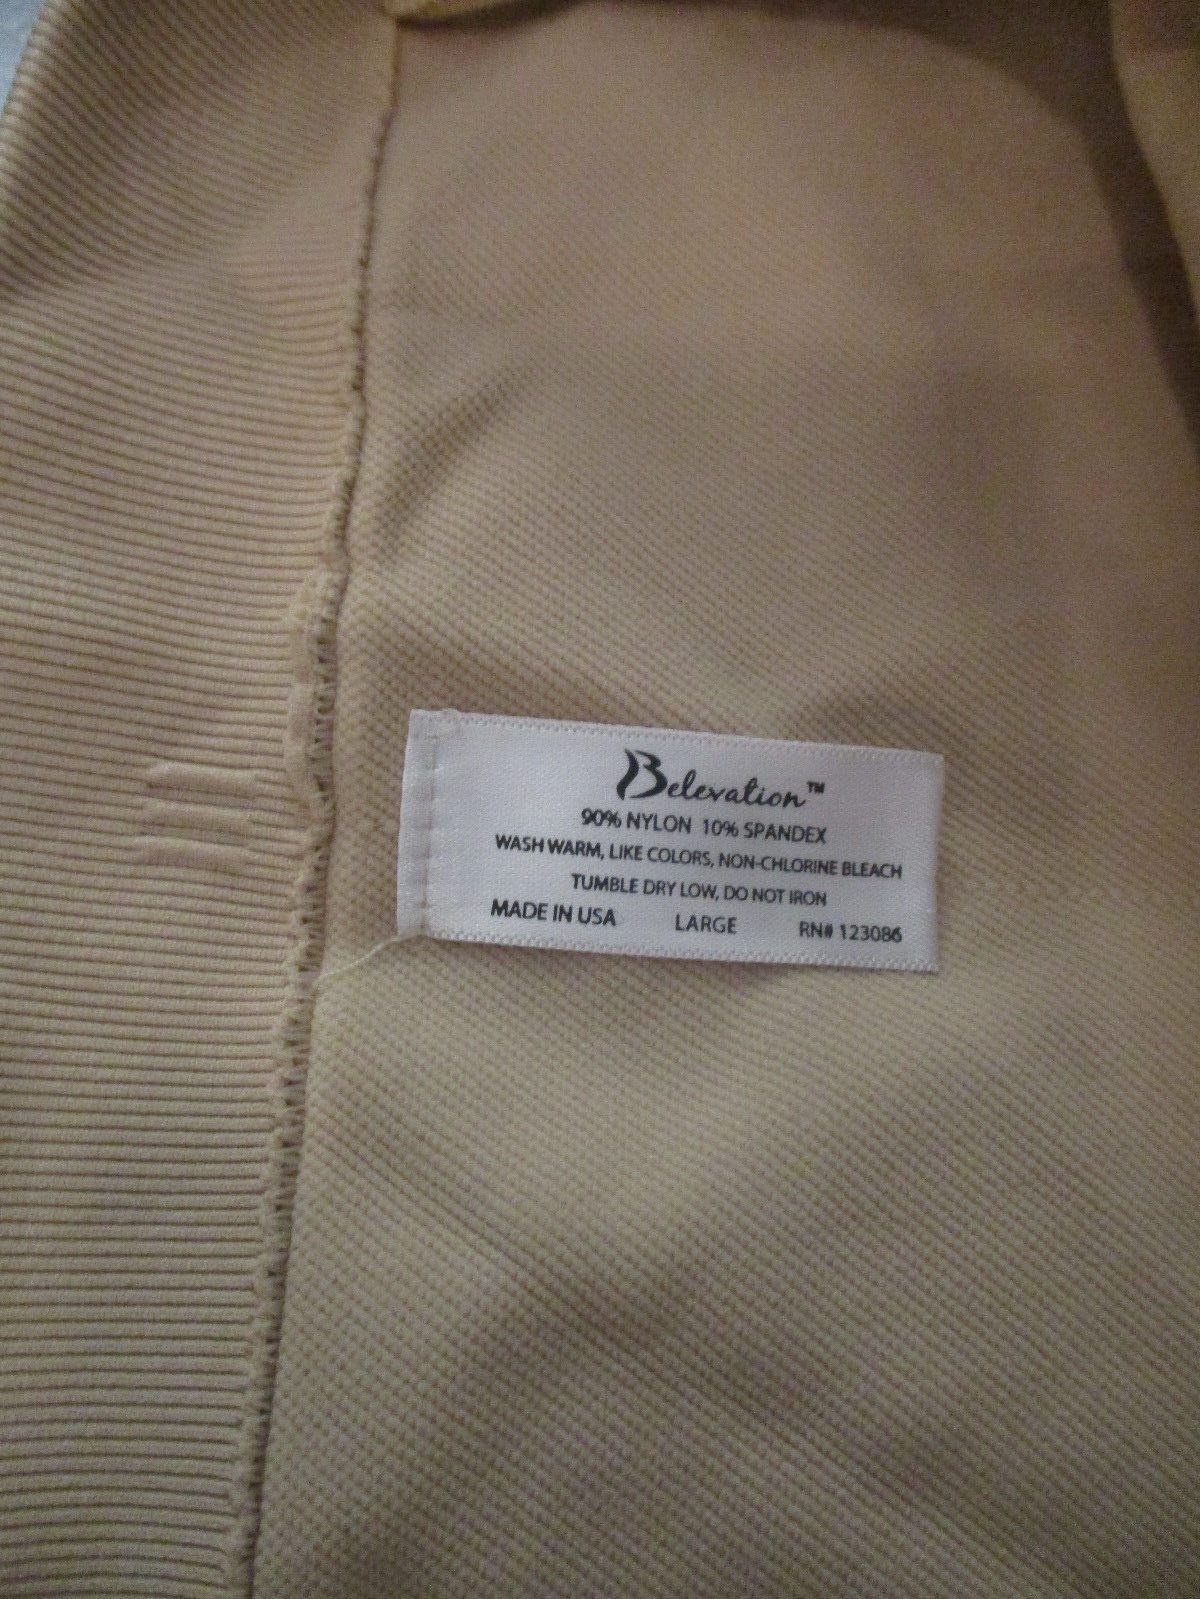 Belevation™
90% NYLON 10% SPANDEX
WASH WARM, LIKE COLORS, NON-CHLORINE BLEACH
TUMBLE DRY LOW, DO NOT IRON
MADE IN USA LARGE RN# 123086